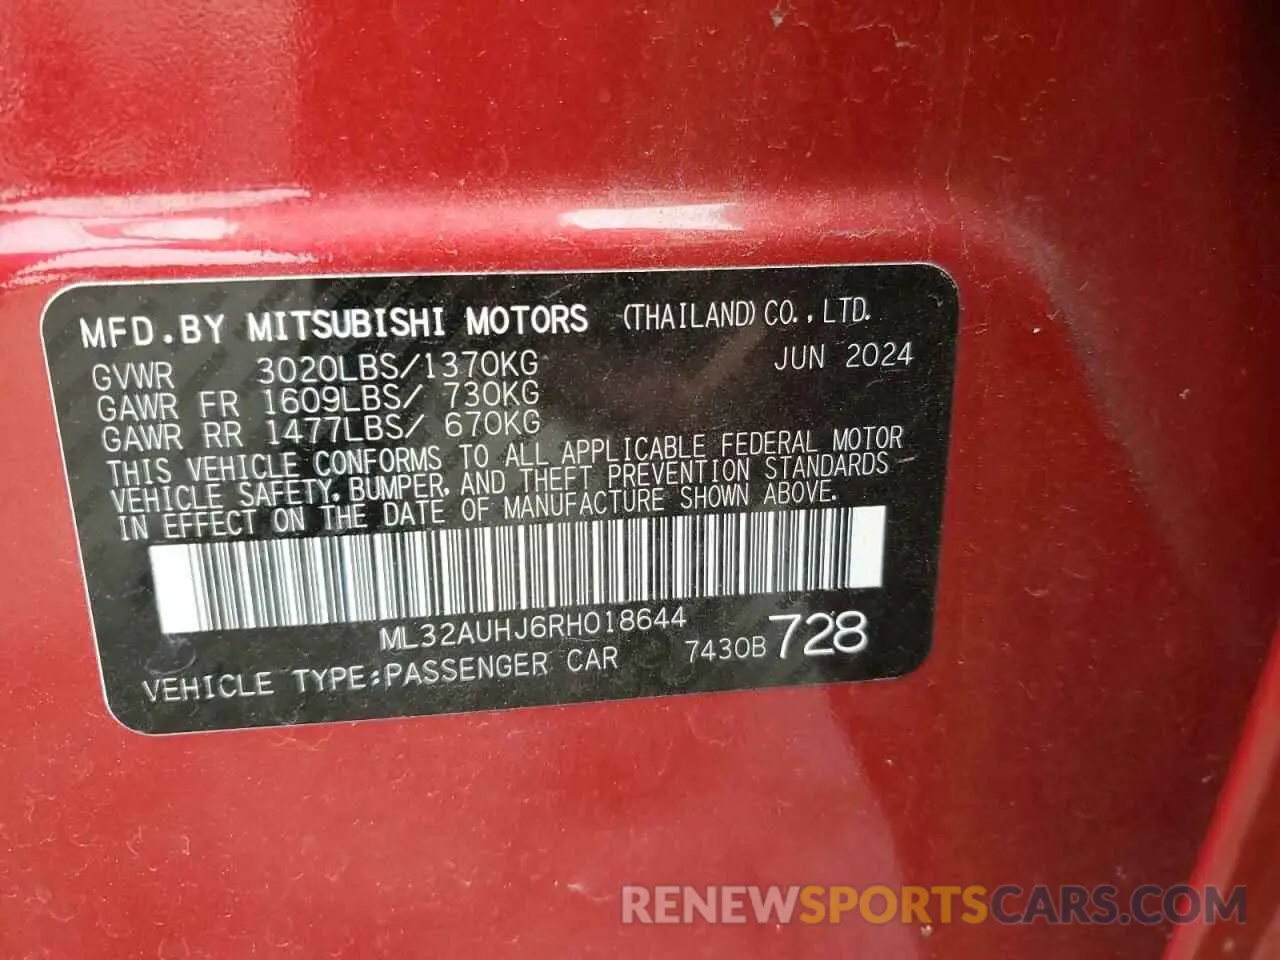 MFD.BY MITSUBISHI MOTORS (THAILAND) CO., LTD.
GVWR 3020LBS/1370KG JUN 2024
GAWR FR 1609LBS/ 730KG
GAWR RR 1477LBS/ 670KG
THIS VEHICLE CONFORMS TO ALL APPLICABLE FEDERAL MOTOR
VEHICLE SAFETY, BUMPER, AND THEFT PREVENTION STANDARDS
IN EFFECT ON THE DATE OF MANUFACTURE SHOWN ABOVE.
ML32AUHJ6RH018644
VEHICLE TYPE:PASSENGER CAR 7430B 728
RENEWSPORTSCARS.COM